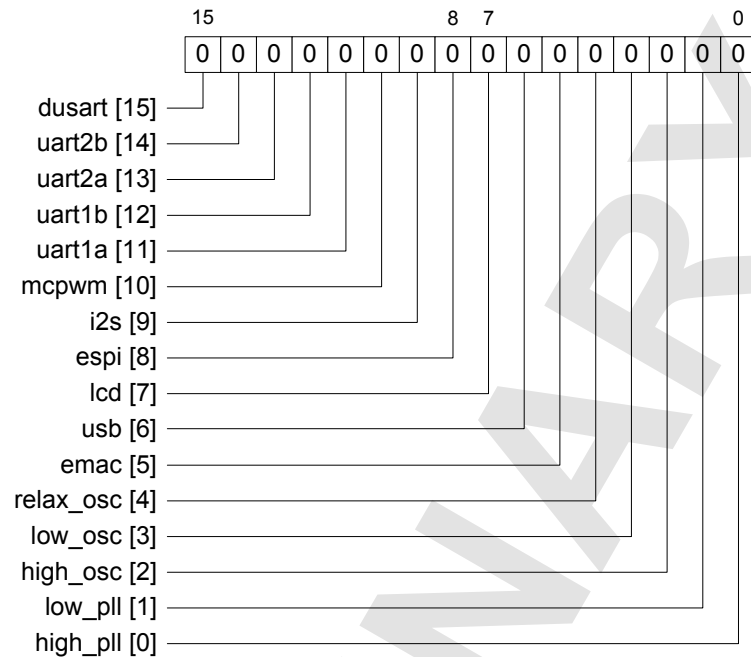 15 8 7 0
0 0 0 0 0 0 0 0 0 0 0 0 0 0 0 0
dusart [15]
uart2b [14]
uart2a [13]
uart1b [12]
uart1a [11]
mcpwm [10]
i2s [9]
espi [8]
lcd [7]
usb [6]
emac [5]
relax_osc [4]
low_osc [3]
high_osc [2]
low_pll [1]
high_pll [0]
NARY